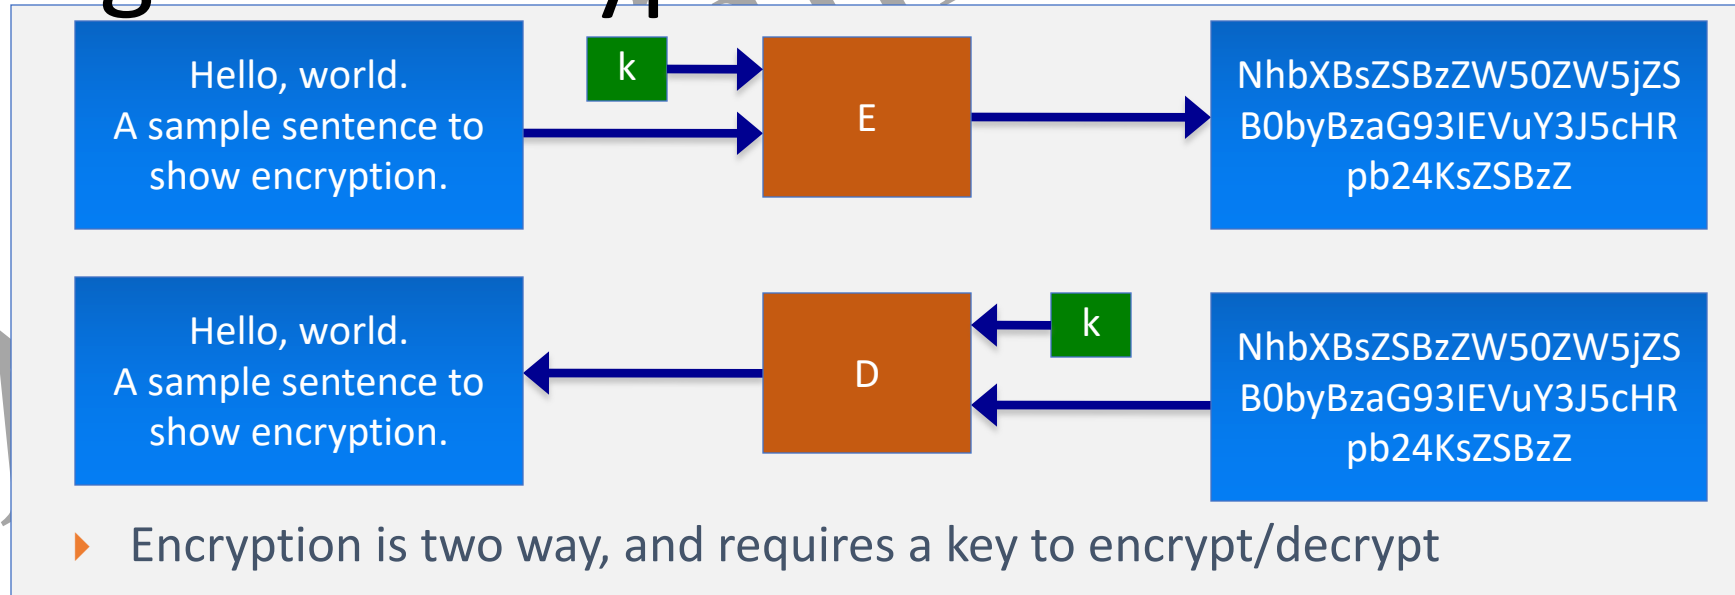 Hello, world.
A sample sentence to
show encryption.
k
E
NhbXBsZSBzZW50ZW5jZS
B0byBzaG93IEVuY3J5cHR
pb24KsZSBzZ
Hello, world.
A sample sentence to
show encryption.
D
k
NhbXBsZSBzZW50ZW5jZS
B0byBzaG93IEVuY3J5cHR
pb24KsZSBzZ
Encryption is two way, and requires a key to encrypt/decrypt